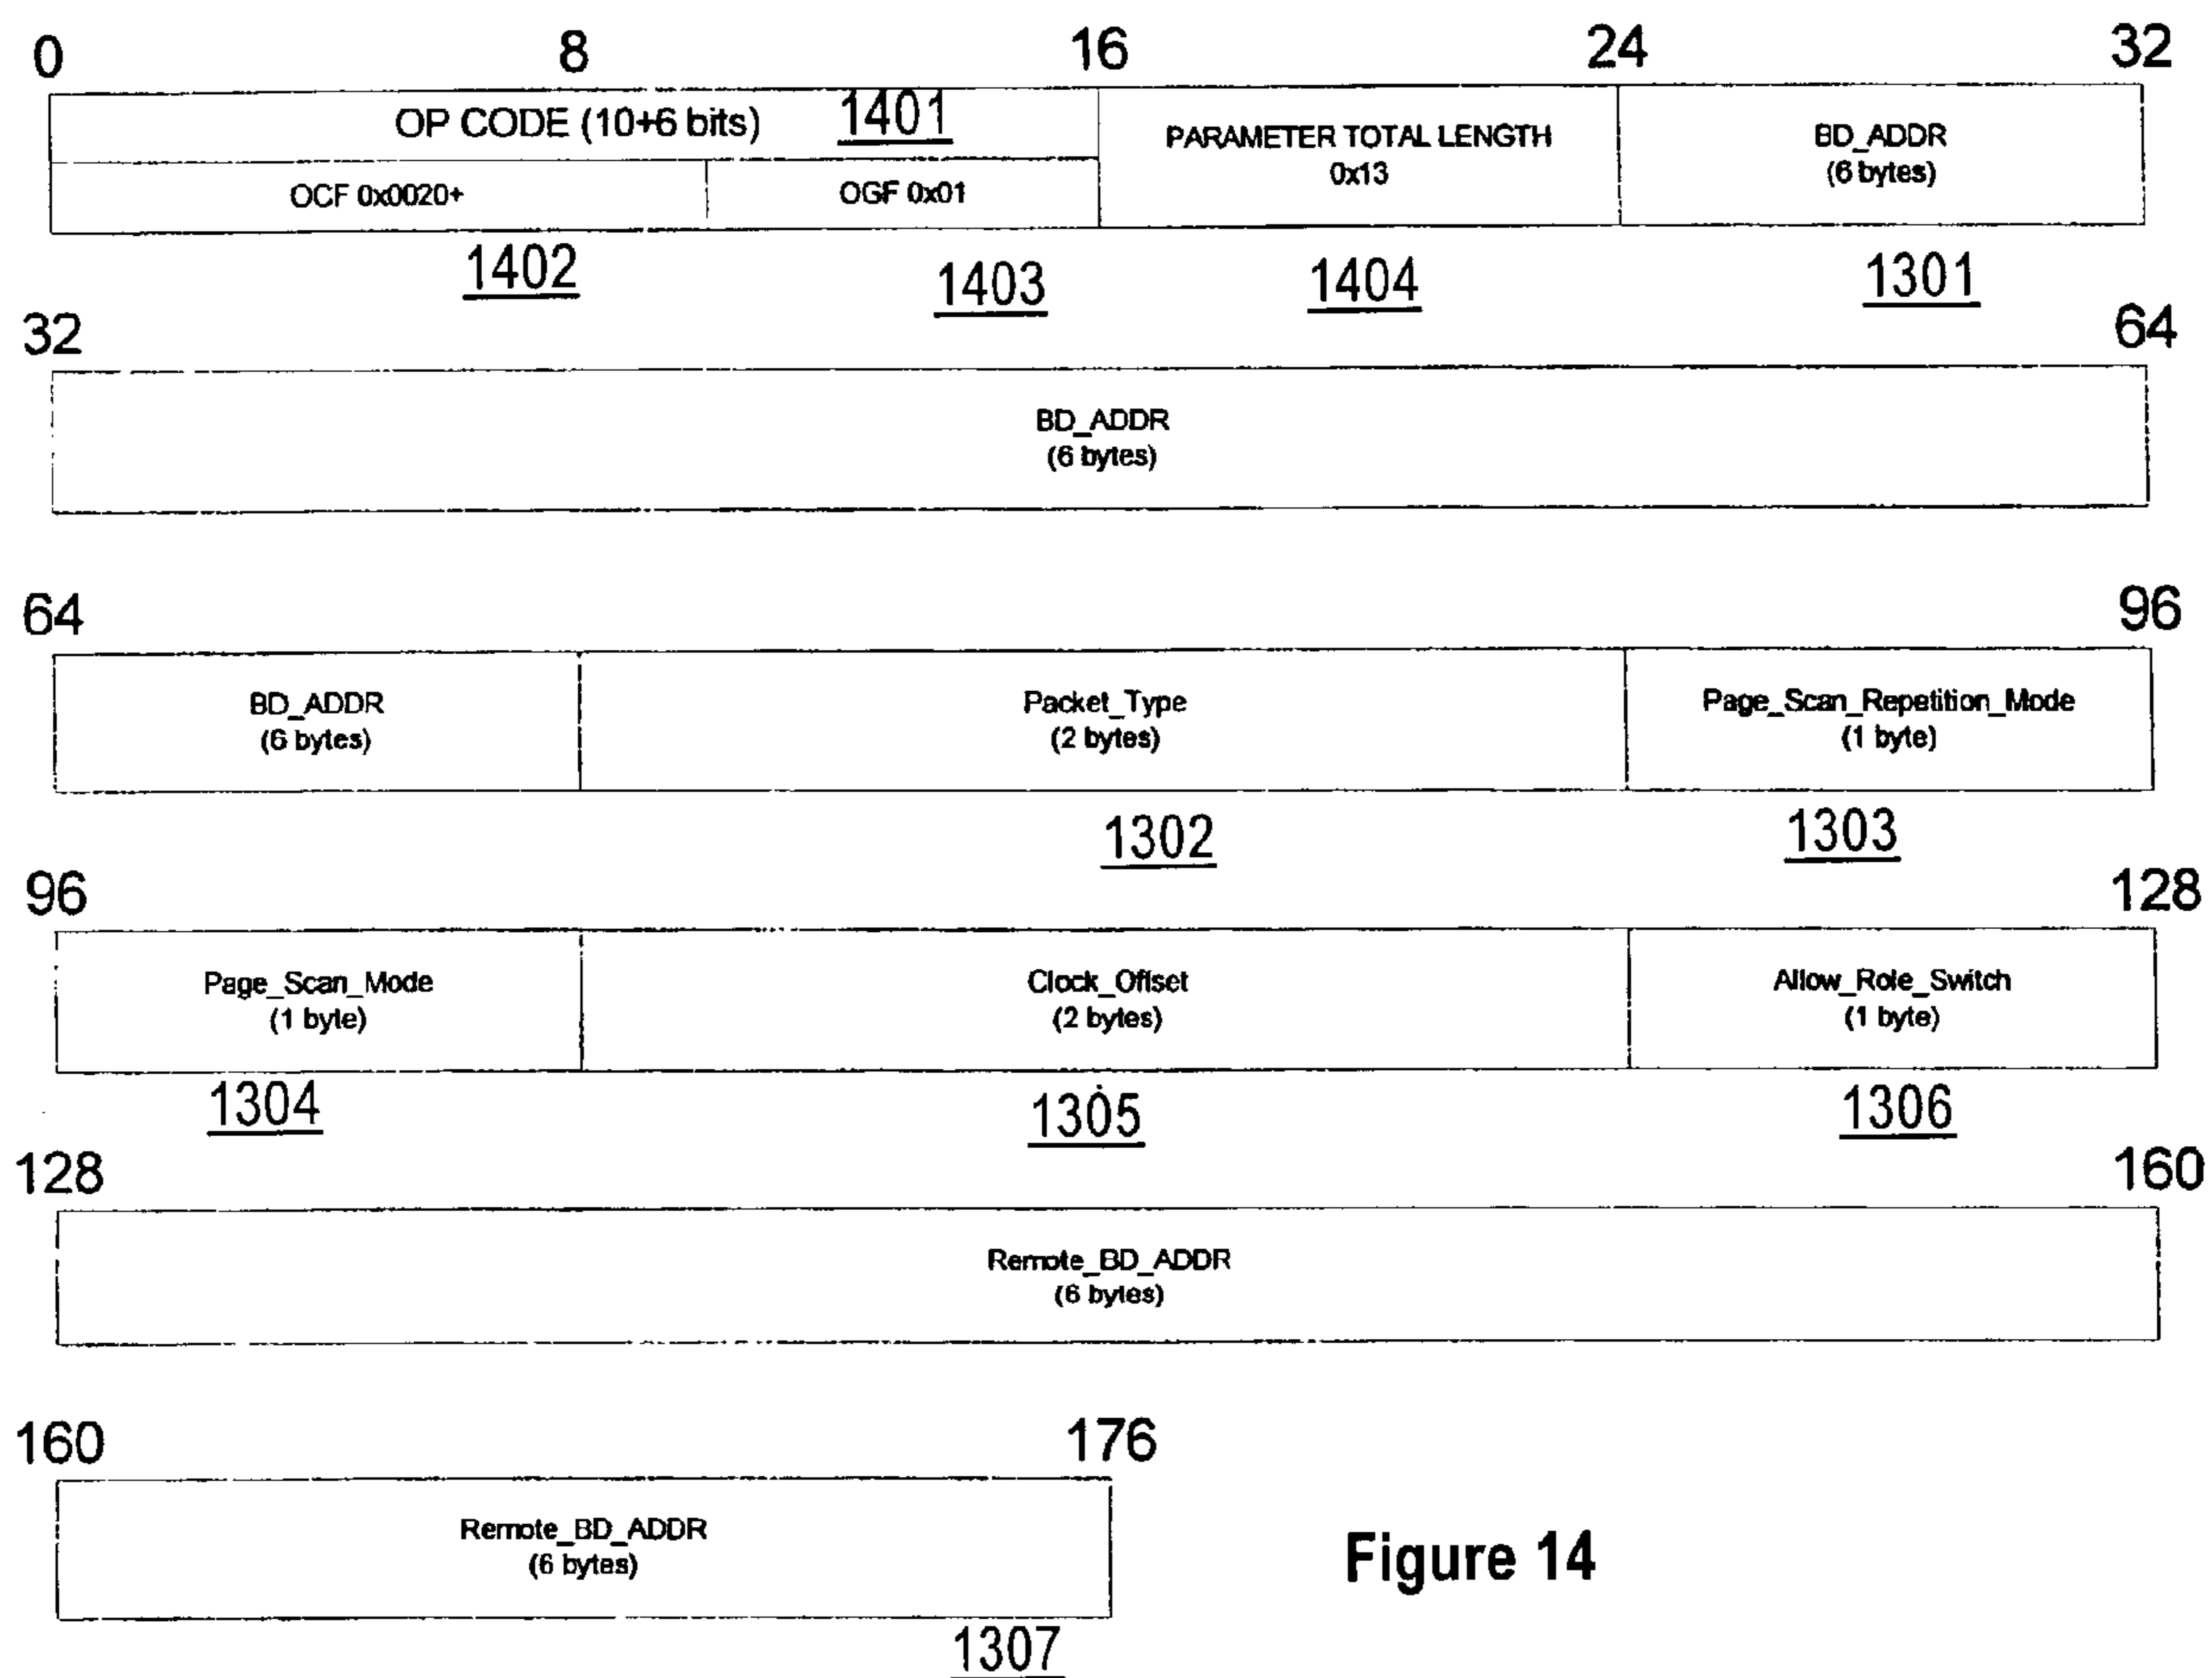 0 8 16 24 32
OP CODE (10+6 bits) 1401
PARAMETER TOTAL LENGTH
0x13
BD_ADDR
(6 bytes)
OCF 0x0020+ OGF 0x01
1402 1403 1404 1301
32 64
BD_ADDR
(6 bytes)
64 96
BD_ADDR
(6 bytes)
Packet_Type
(2 bytes)
Page_Scan_Repetition_Mode
(1 byte)
1302 1303
96 128
Page_Scan_Mode
(1 byte)
Clock_Offset
(2 bytes)
Allow_Role_Switch
(1 byte)
1304 1305 1306
128 160
Remote_BD_ADDR
(6 bytes)
160 176
Remote_BD_ADDR
(6 bytes)
1307
Figure 14